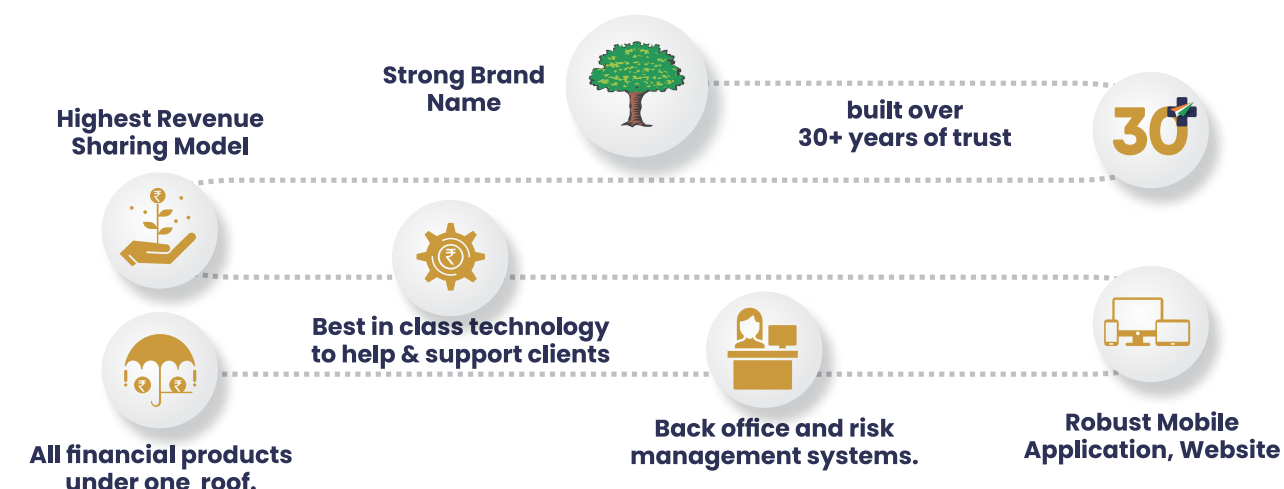 Strong Brand
Name
built over
30+ years of trust
30
Highest Revenue
Sharing Model
Best in class technology
to help & support clients
Robust Mobile
Application, Website
Back office and risk
management systems.
All financial products
under one roof.